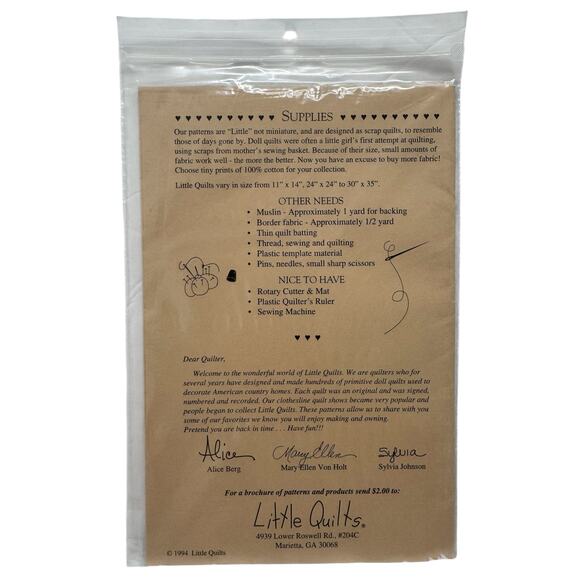 ♥ ♥ ♥ ♥ ♥ ♥ ♥ ♥ ♥ ♥ SUPPLIES ♥ ♥ ♥ ♥ ♥ ♥ ♥ ♥ ♥ ♥
Our patterns are "Little" not miniature, and are designed as scrap quilts, to resemble
those of days gone by. Doll quilts were often a little girl's first attempt at quilting,
using scraps from mother's sewing basket. Because of their size, small amounts of
fabric work well - the more the better. Now you have an excuse to buy more fabric!
Choose tiny prints of 100% cotton for your collection.
Little Quilts vary in size from 11" x 14", 24" x 24" to 30" x 35".
OTHER NEEDS
• Muslin - Approximately 1 yard for backing
• Border fabric - Approximately 1/2 yard
• Thin quilt batting
• Thread, sewing and quilting
• Plastic template material
• Pins, needles, small sharp scissors
NICE TO HAVE
• Rotary Cutter & Mat
• Plastic Quilter's Ruler
• Sewing Machine
♥ ♥ ♥
Dear Quilter,
Welcome to the wonderful world of Little Quilts. We are quilters who for
several years have designed and made hundreds of primitive doll quilts used to
decorate American country homes. Each quilt was an original and was signed,
numbered and recorded. Our clothesline quilt shows became very popular and
people began to collect Little Quilts. These patterns allow us to share with you
some of our favorites we know you will enjoy making and owning.
Pretend you are back in time . . . Have fun!!!
Alice Mary Ellen Sylvia
Alice Berg Mary Ellen Von Holt Sylvia Johnson
For a brochure of patterns and products send $2.00 to:
Little Quilts®
4939 Lower Roswell Rd., #204C
Marietta, GA 30068
© 1994 Little Quilts